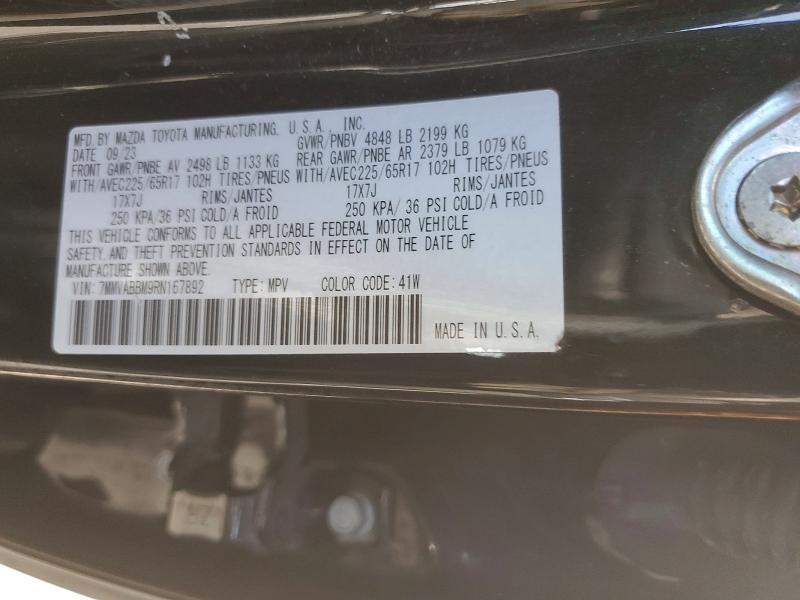 MFD. BY MAZDA TOYOTA MANUFACTURING, U.S.A., INC.
DATE 09/23 GVWR/PNBV 4848 LB 2199 KG
FRONT GAWR/PNBE AV 2498 LB 1133 KG REAR GAWR/PNBE AR 2379 LB 1079 KG
WITH/AVEC225/65R17 102H TIRES/PNEUS WITH/AVEC225/65R17 102H TIRES/PNEUS
17X7J RIMS/JANTES 17X7J RIMS/JANTES
250 KPA/36 PSI COLD/A FROID 250 KPA/ 36 PSI COLD/A FROID
THIS VEHICLE CONFORMS TO ALL APPLICABLE FEDERAL MOTOR VEHICLE
SAFETY, AND THEFT PREVENTION STANDARDS IN EFFECT ON THE DATE OF
MANUFACTURE SHOWN ABOVE.
VIN: 7MMVABBM9RN167892 TYPE: MPV COLOR CODE: 41W
MADE IN U.S.A.